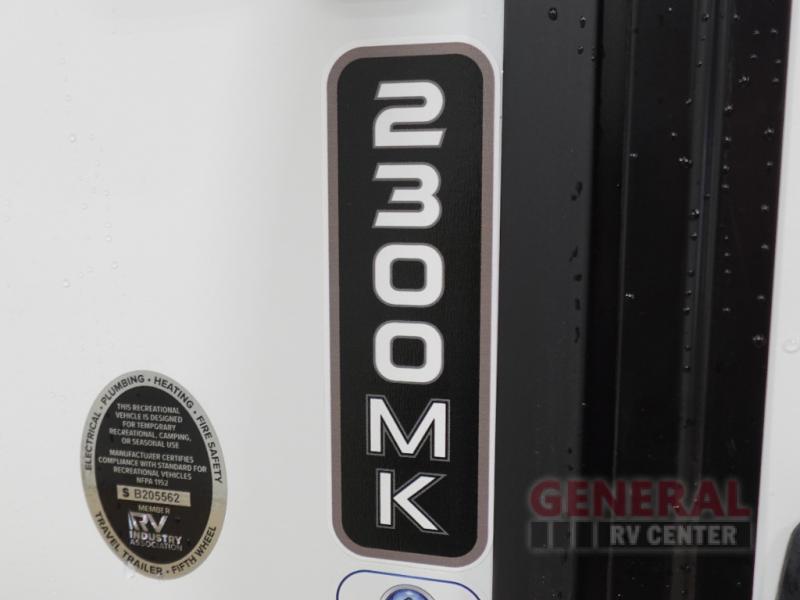 2300MK
ELECTRICAL • PLUMBING • HEATING • FIRE SAFETY
THIS RECREATIONAL
VEHICLE IS DESIGNED
FOR TEMPORARY
RECREATIONAL, CAMPING,
OR SEASONAL USE
MANUFACTURER CERTIFIES
COMPLIANCE WITH STANDARD FOR
RECREATIONAL VEHICLES
NFPA 1192
S B205562
MEMBER
RV
INDUSTRY
ASSOCIATION
TRAVEL TRAILER • FIFTH WHEEL
GENERAL
RV CENTER